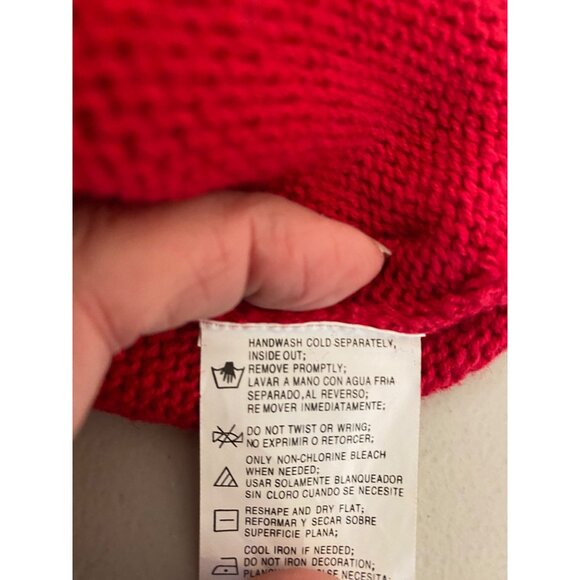 HANDWASH COLD SEPARATELY,
INSIDE OUT;
REMOVE PROMPTLY;
LAVAR A MANO CON AGUA FRIA
SEPARADO, AL REVERSO;
REMOVER INMEDIATAMENTE;
DO NOT TWIST OR WRING;
NO EXPRIMIR O RETORCER;
ONLY NON-CHLORINE BLEACH
WHEN NEEDED;
USAR SOLAMENTE BLANQUEADOR
SIN CLORO CUANDO SE NECESITE
RESHAPE AND DRY FLAT;
REFORMAR Y SECAR SOBRE
SUPERFICIE PLANA;
COOL IRON IF NEEDED;
DO NOT IRON DECORATION;
SE NECESITE;